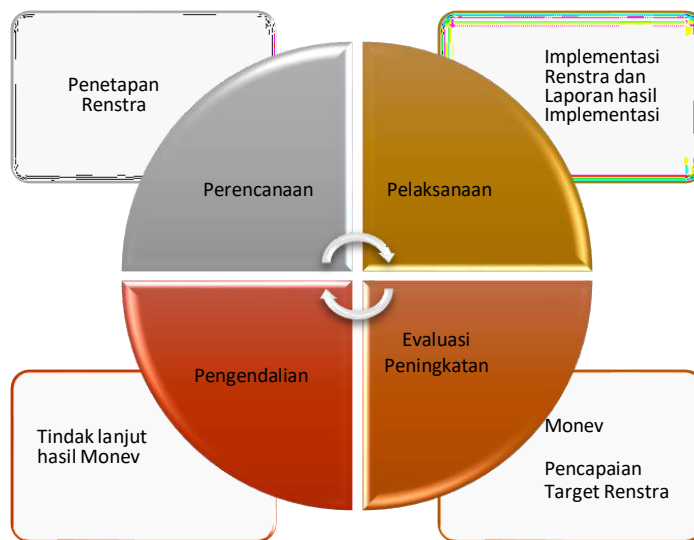 Penetapan
Renstra
Implementasi
Renstra dan
Laporan hasil
Implementasi
Perencanaan
Pelaksanaan
Pengendalian
Evaluasi
Peningkatan
Tindak lanjut
hasil Monev
Monev
Pencapaian
Target Renstra